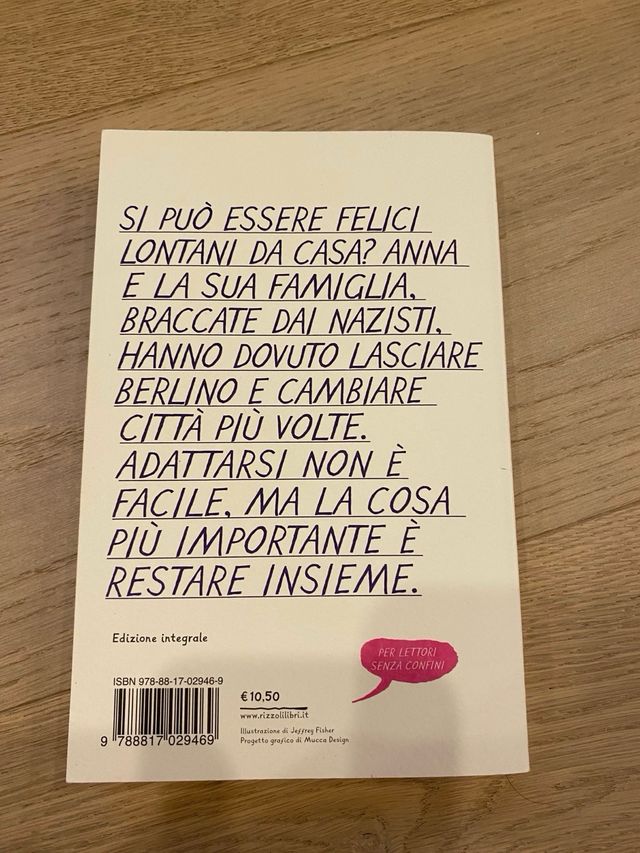 SI PUÒ ESSERE FELICI
LONTANI DA CASA? ANNA
E LA SUA FAMIGLIA,
BRACCATE DAI NAZISTI,
HANNO DOVUTO LASCIARE
BERLINO E CAMBIARE
CITTÀ PIÙ VOLTE.
ADATTARSI NON È
FACILE, MA LA COSA
PIÙ IMPORTANTE È
RESTARE INSIEME.
Edizione integrale
PER LETTORI
SENZA CONFINI
ISBN 978-88-17-02946-9
9 788817 029469
€ 10,50
www.rizzolilibri.it
Illustrazione di Jeffrey Fisher
Progetto grafico di Mucca Design